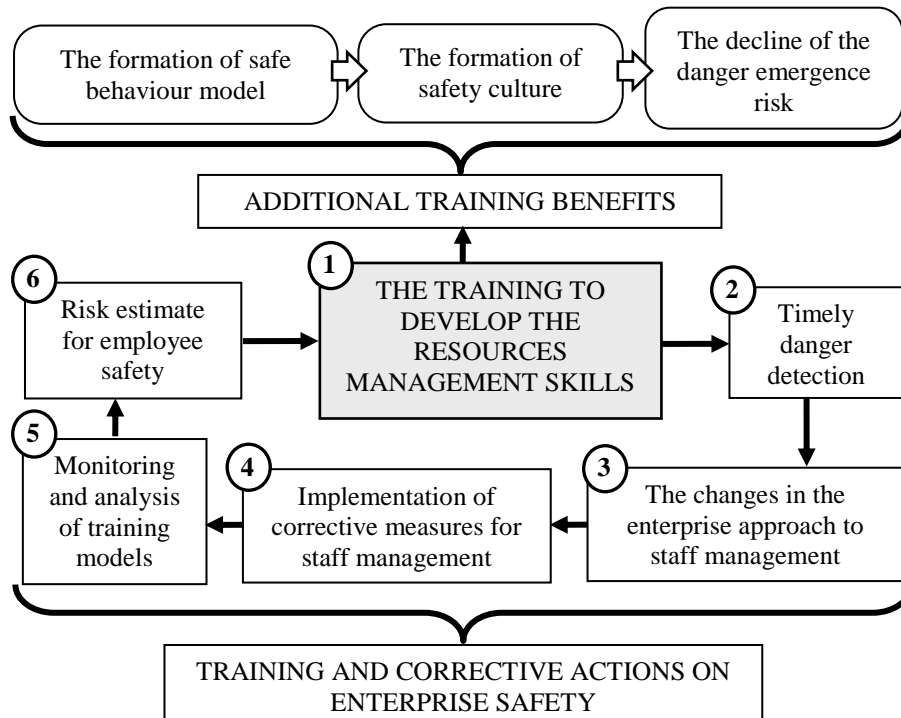 The formation of safe
behaviour model
The formation of
safety culture
The decline of the
danger emergence
risk
ADDITIONAL TRAINING BENEFITS
1
THE TRAINING TO
DEVELOP THE
RESOURCES
MANAGEMENT SKILLS
2
Timely
danger
detection
3
The changes in the
enterprise approach to
staff management
4
Implementation of
corrective measures for
staff management
5
Monitoring
and analysis
of training
models
6
Risk estimate
for employee
safety
TRAINING AND CORRECTIVE ACTIONS ON
ENTERPRISE SAFETY